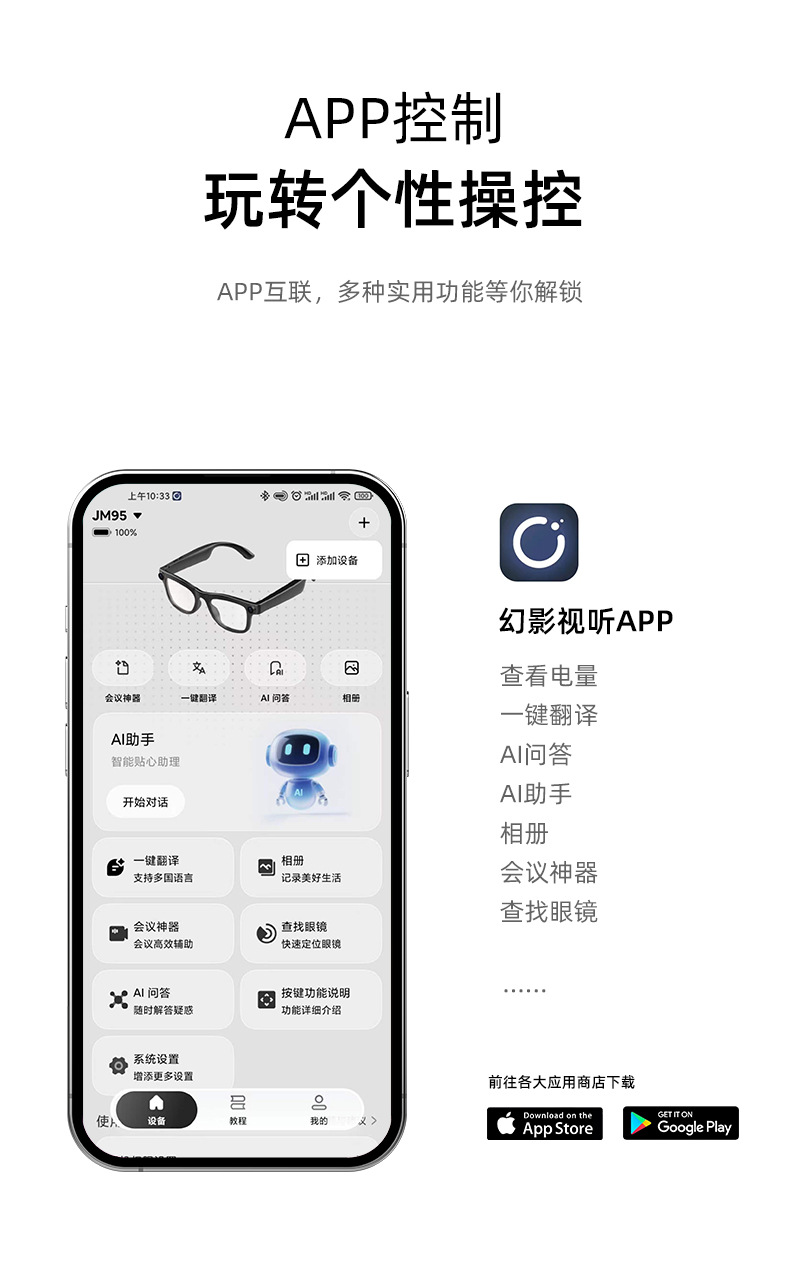 APP控制
玩转个性操控
APP互联，多种实用功能等你解锁
上午10:33
100
JM95
100%
添加设备
会议神器
一键翻译
AI 问答
相册
AI助手
智能贴心助理
开始对话
AI
一键翻译
支持多国语言
相册
记录美好生活
会议神器
会议高效辅助
查找眼镜
快速定位眼镜
AI 问答
随时解答疑惑
按键功能说明
功能详细介绍
系统设置
增添更多设置
使用
设备
教程
我的
幻影视听APP
查看电量
一键翻译
AI问答
AI助手
相册
会议神器
查找眼镜
······
前往各大应用商店下载
Download on the
App Store
GET IT ON
Google Play